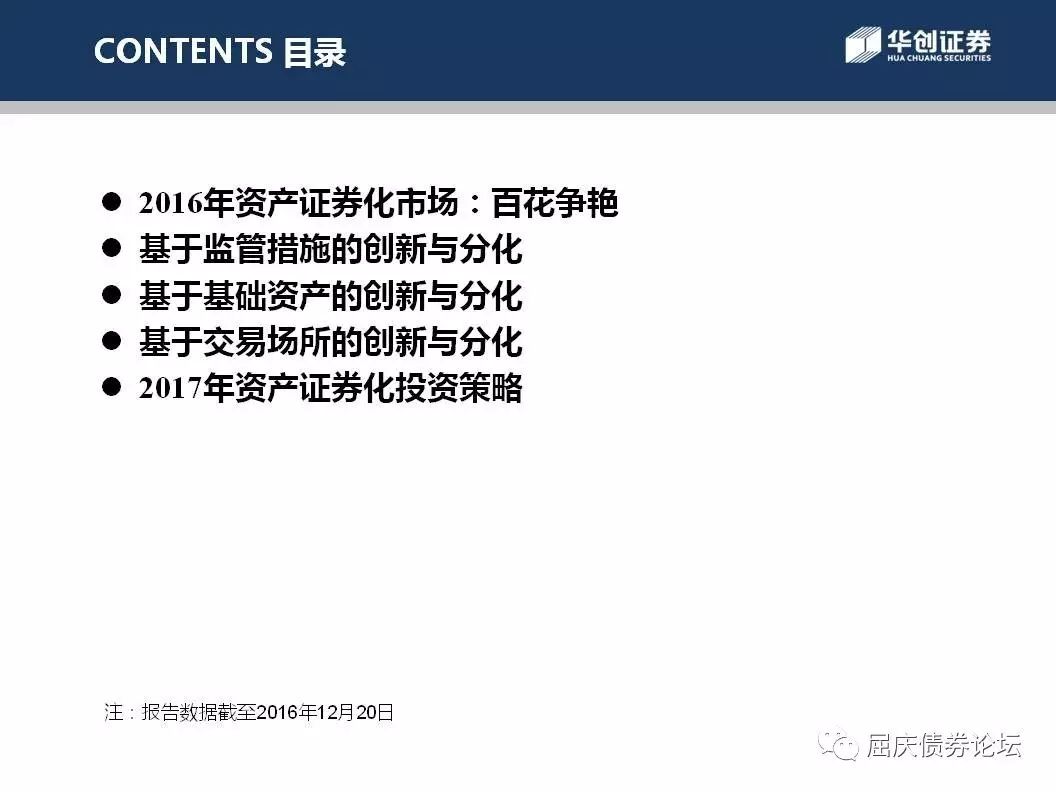 CONTENTS 目录
华创证券
HUA CHUANG SECURITIES
● 2016年资产证券化市场：百花争艳
● 基于监管措施的创新与分化
● 基于基础资产的创新与分化
● 基于交易场所的创新与分化
● 2017年资产证券化投资策略
注：报告数据截至2016年12月20日
屈庆债券论坛